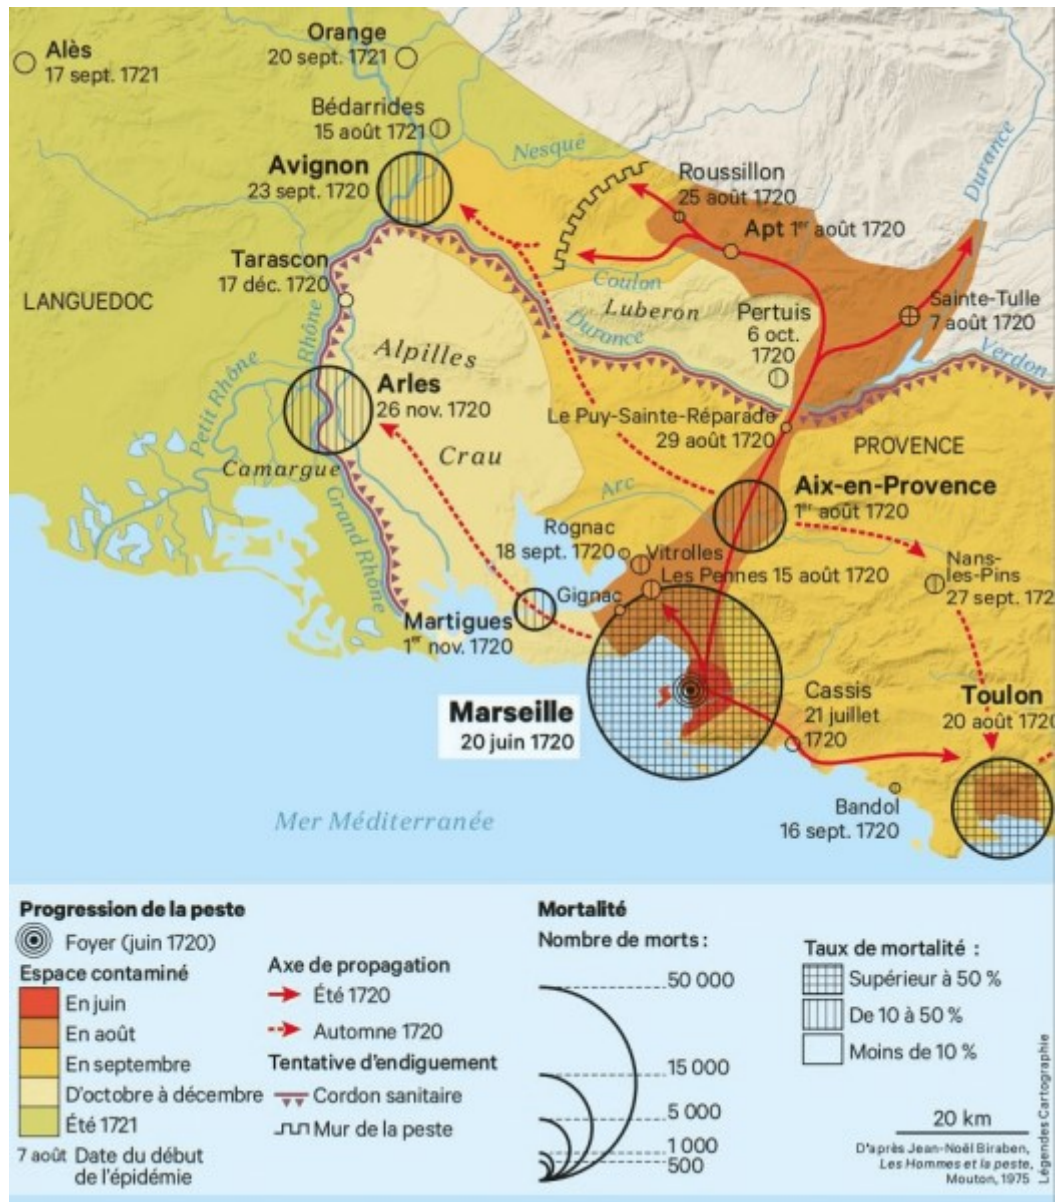 Alès
17 sept. 1721
Orange
20 sept. 1721
Bédarrides
15 août 1721
Avignon
23 sept. 1720
Nesque
Durance
Roussillon
25 août 1720
Apt 1er août 1720
Tarascon
17 déc. 1720
LANGUEDOC
Rhône
Coulon
Luberon
Durance
Pertuis
6 oct.
1720
Sainte-Tulle
7 août 1720
Verdon
Alpilles
Petit Rhône
Arles
26 nov. 1720
Le Puy-Sainte-Réparade
29 août 1720
PROVENCE
Camargue
Crau
Grand Rhône
Arc
Aix-en-Provence
1er août 1720
Rognac
18 sept. 1720
Vitrolles
Les Pennes 15 août 1720
Nans-
les-Pins
27 sept. 172
Gignac
Martigues
1er nov. 1720
Marseille
20 juin 1720
Cassis
21 juillet
1720
Toulon
20 août 1720
Bandol
16 sept. 1720
Mer Méditerranée
Progression de la peste
Foyer (juin 1720)
Espace contaminé
En juin
En août
En septembre
D'octobre à décembre
Été 1721
7 août Date du début
de l'épidémie
Axe de propagation
Été 1720
Automne 1720
Tentative d'endiguement
Cordon sanitaire
Mur de la peste
Mortalité
Nombre de morts :
50 000
15 000
5 000
1 000
500
Taux de mortalité :
Supérieur à 50 %
De 10 à 50 %
Moins de 10 %
20 km
D'après Jean-Noël Biraben,
Les Hommes et la peste,
Mouton, 1975
Légendes Cartographie